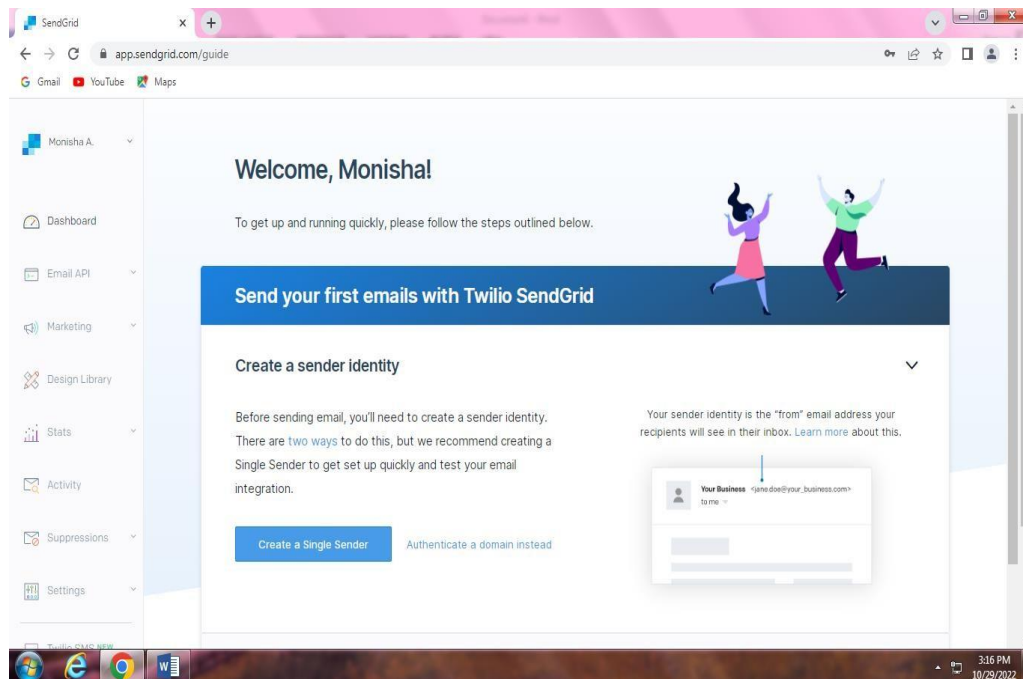 SendGrid
app.sendgrid.com/guide
Gmail YouTube Maps
Monisha A.
Dashboard
Email API
Marketing
Design Library
Stats
Activity
Suppressions
Settings
Twilio SMS NEW
Welcome, Monisha!
To get up and running quickly, please follow the steps outlined below.
Send your first emails with Twilio SendGrid
Create a sender identity
Before sending email, you'll need to create a sender identity.
There are two ways to do this, but we recommend creating a
Single Sender to get set up quickly and test your email
integration.
Create a Single Sender Authenticate a domain instead
Your sender identity is the "from" email address your
recipients will see in their inbox. Learn more about this.
Your Business <jane.doe@your_business.com>
to me
3:16 PM
10/29/2022